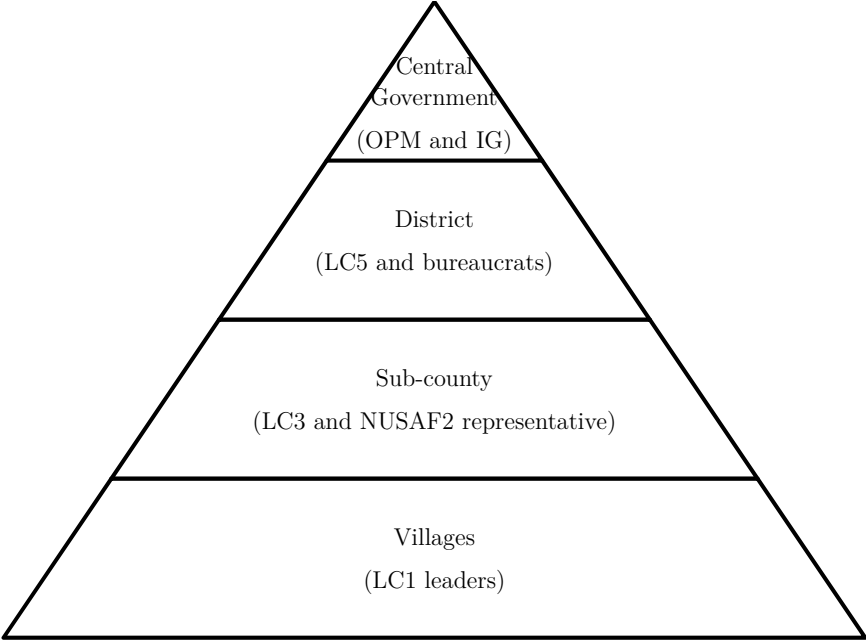 Central
Government
(OPM and IG)
District
(LC5 and bureaucrats)
Sub-county
(LC3 and NUSAF2 representative)
Villages
(LC1 leaders)